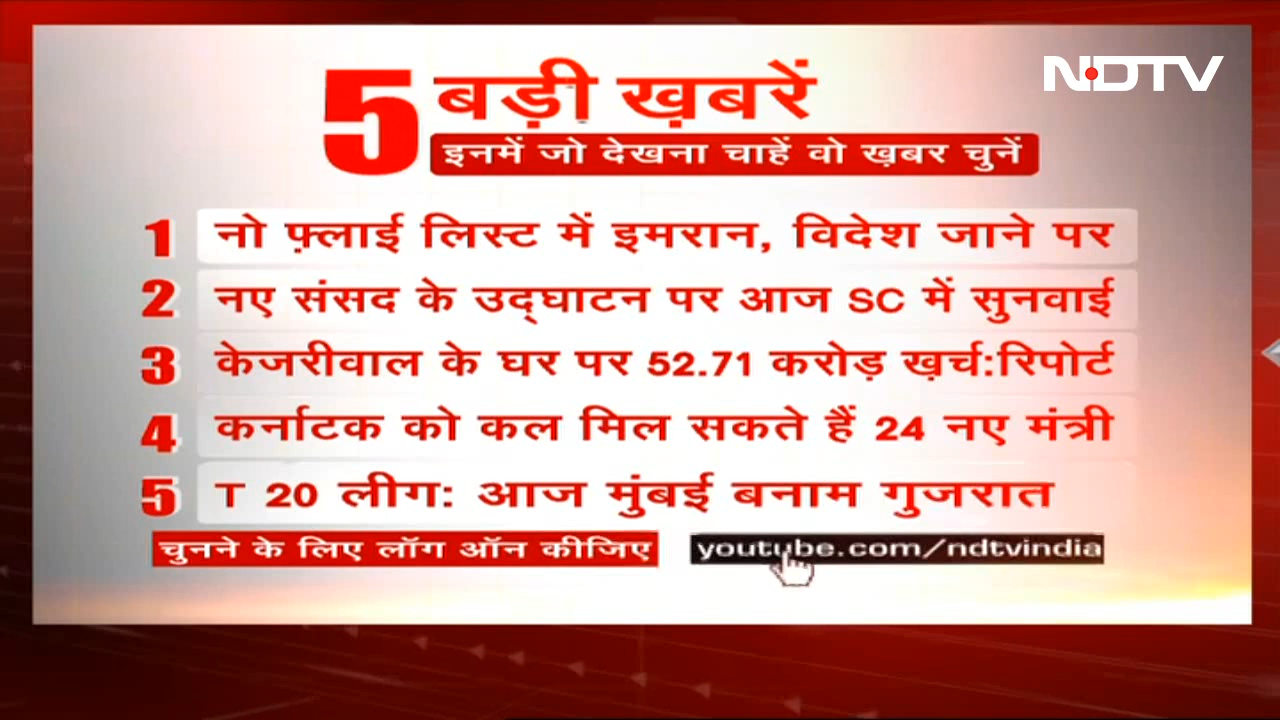 NDTV
5 बड़ी ख़बरें
इनमें जो देखना चाहें वो ख़बर चुनें
1 नो फ़्लाई लिस्ट में इमरान, विदेश जाने पर
2 नए संसद के उद्घाटन पर आज SC में सुनवाई
3 केजरीवाल के घर पर 52.71 करोड़ ख़र्च:रिपोर्ट
4 कर्नाटक को कल मिल सकते हैं 24 नए मंत्री
5 T 20 लीग: आज मुंबई बनाम गुजरात
चुनने के लिए लॉग ऑन कीजिए youtube.com/ndtvindia